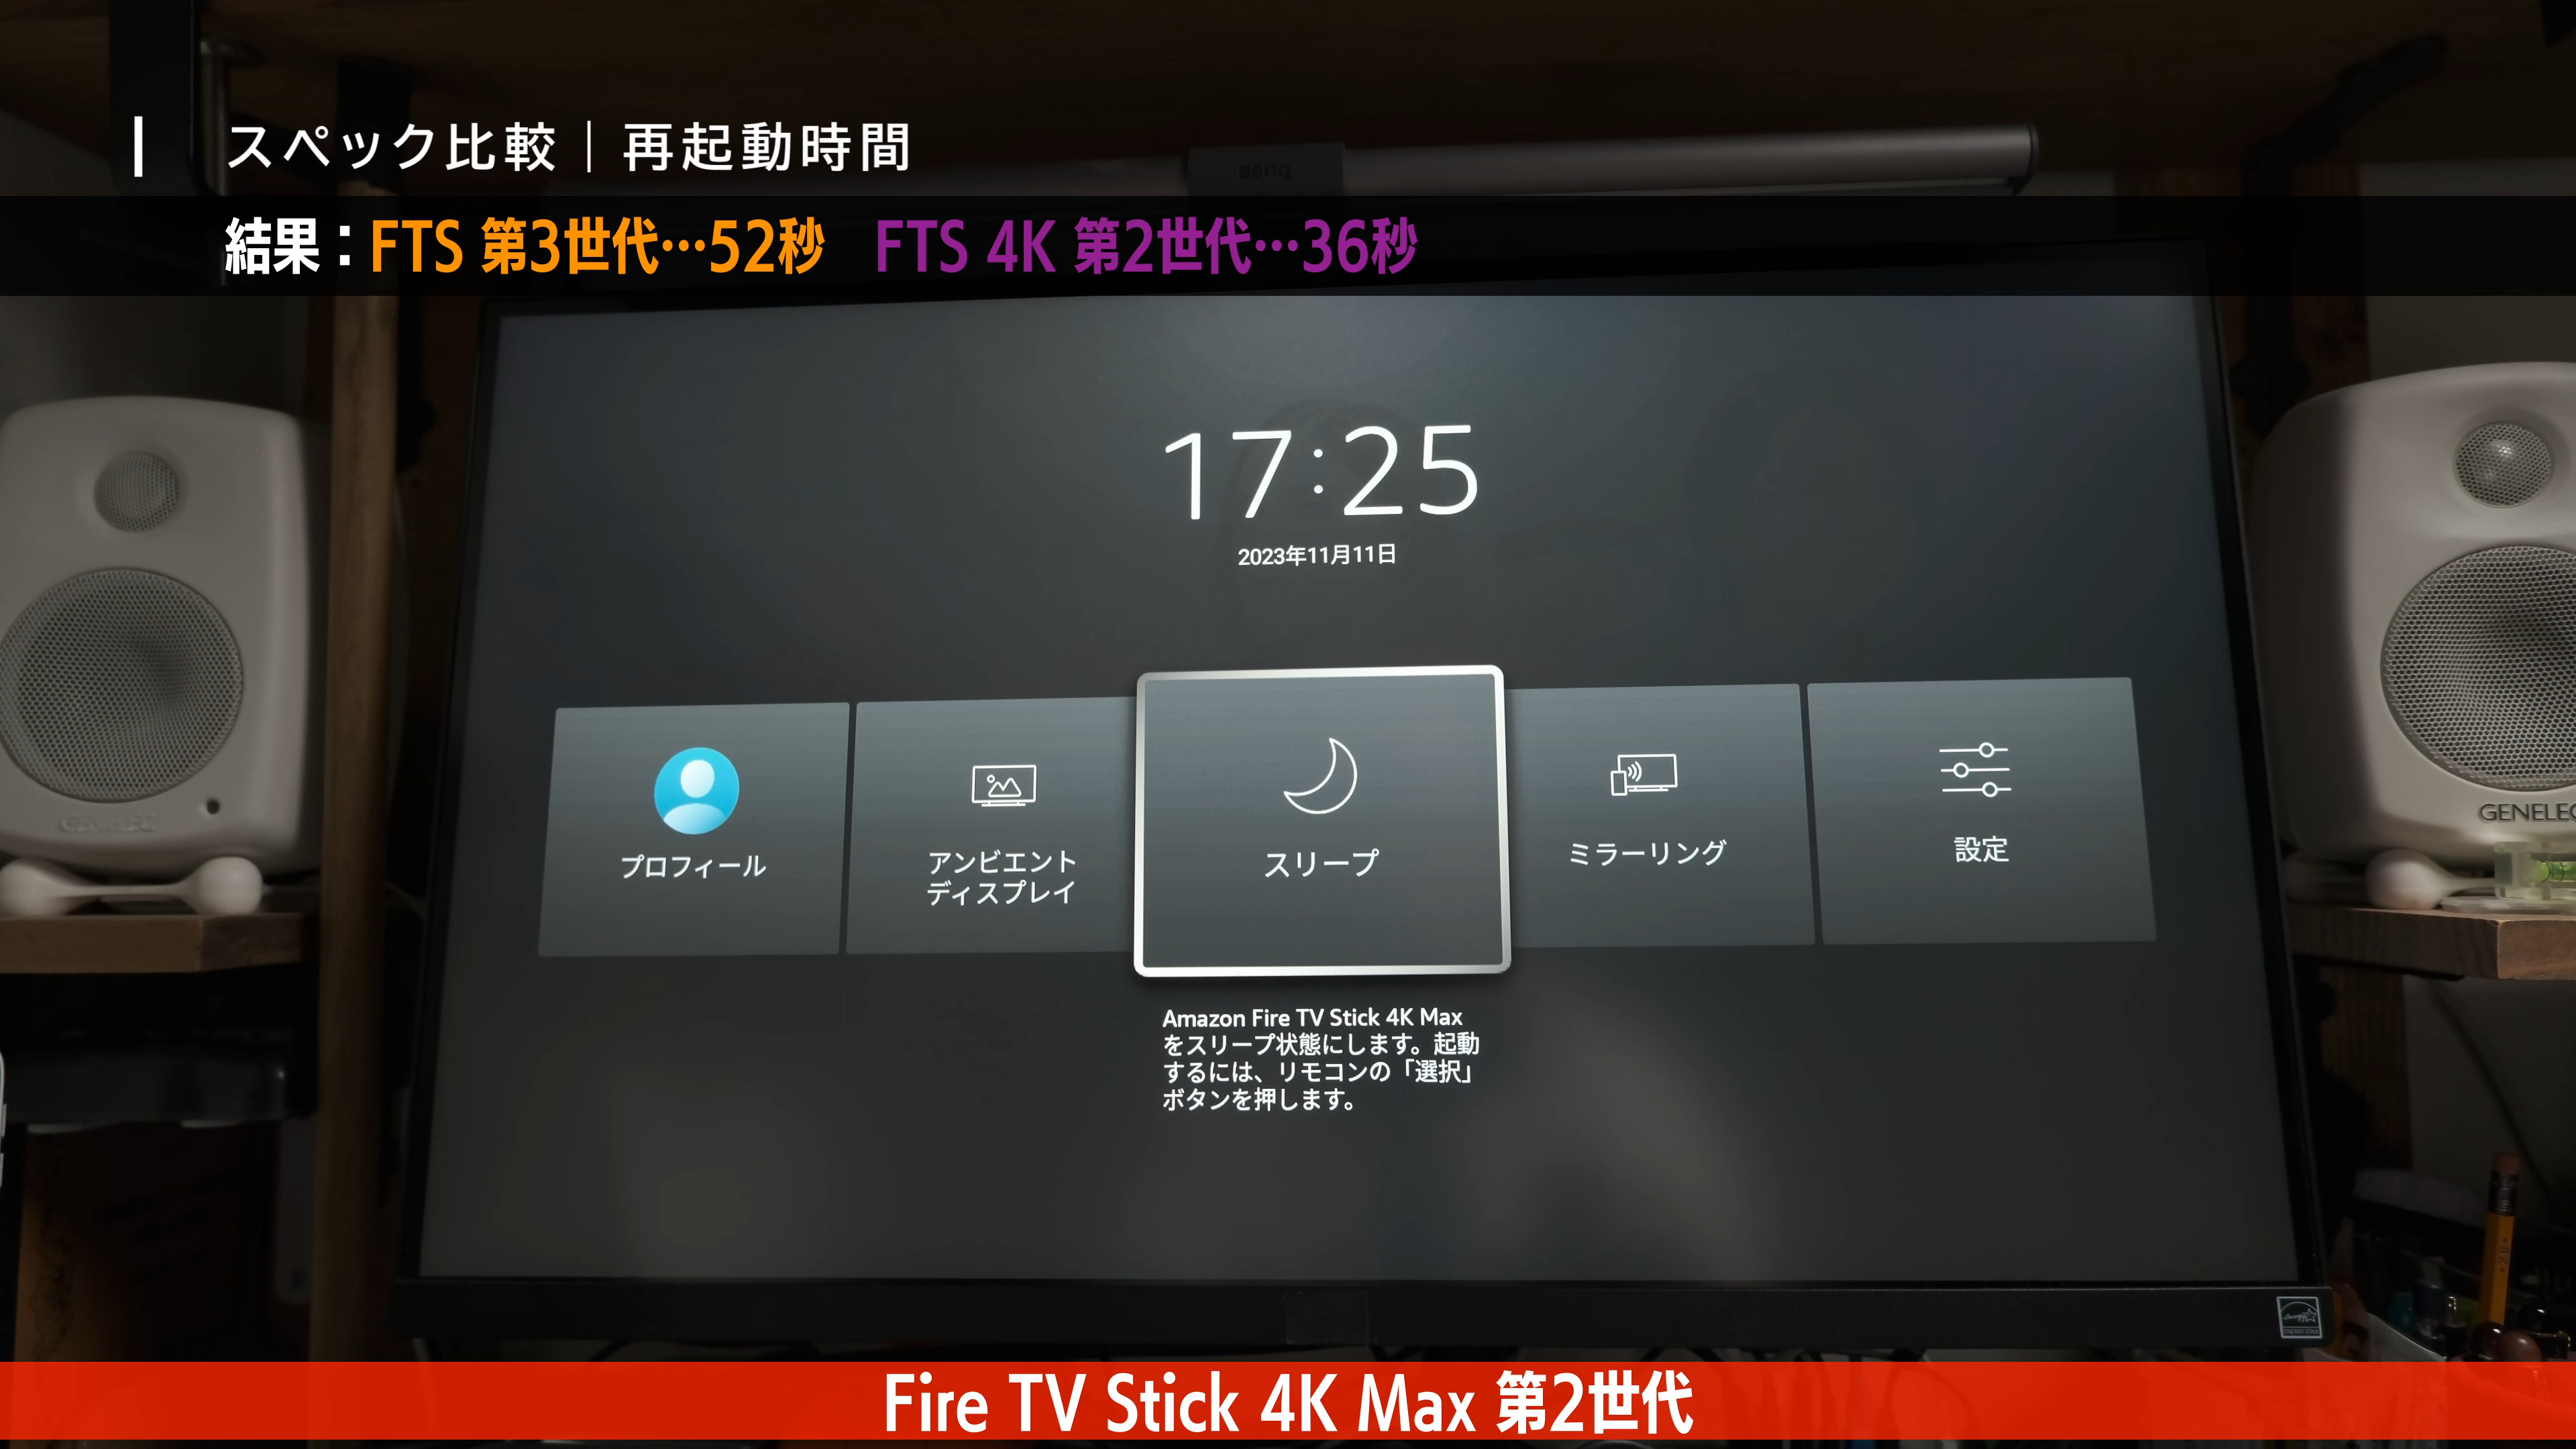 スペック比較｜再起動時間
BenQ
結果：FTS 第3世代…52秒 FTS 4K 第2世代…36秒
17:25
2023年11月11日
プロフィール
アンビエント
ディスプレイ
スリープ
ミラーリング
設定
Amazon Fire TV Stick 4K Max
をスリープ状態にします。起動
するには、リモコンの「選択」
ボタンを押します。
GENELEC
GENELEC
Fire TV Stick 4K Max 第2世代